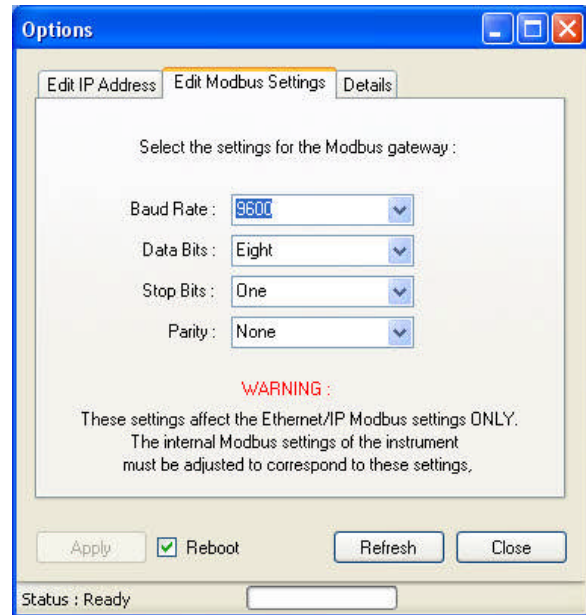 Options
Edit IP Address Edit Modbus Settings Details
Select the settings for the Modbus gateway :
Baud Rate : 9600
Data Bits : Eight
Stop Bits : One
Parity : None
WARNING :
These settings affect the Ethernet/IP Modbus settings ONLY.
The internal Modbus settings of the instrument
must be adjusted to correspond to these settings,
Apply Reboot Refresh Close
Status : Ready